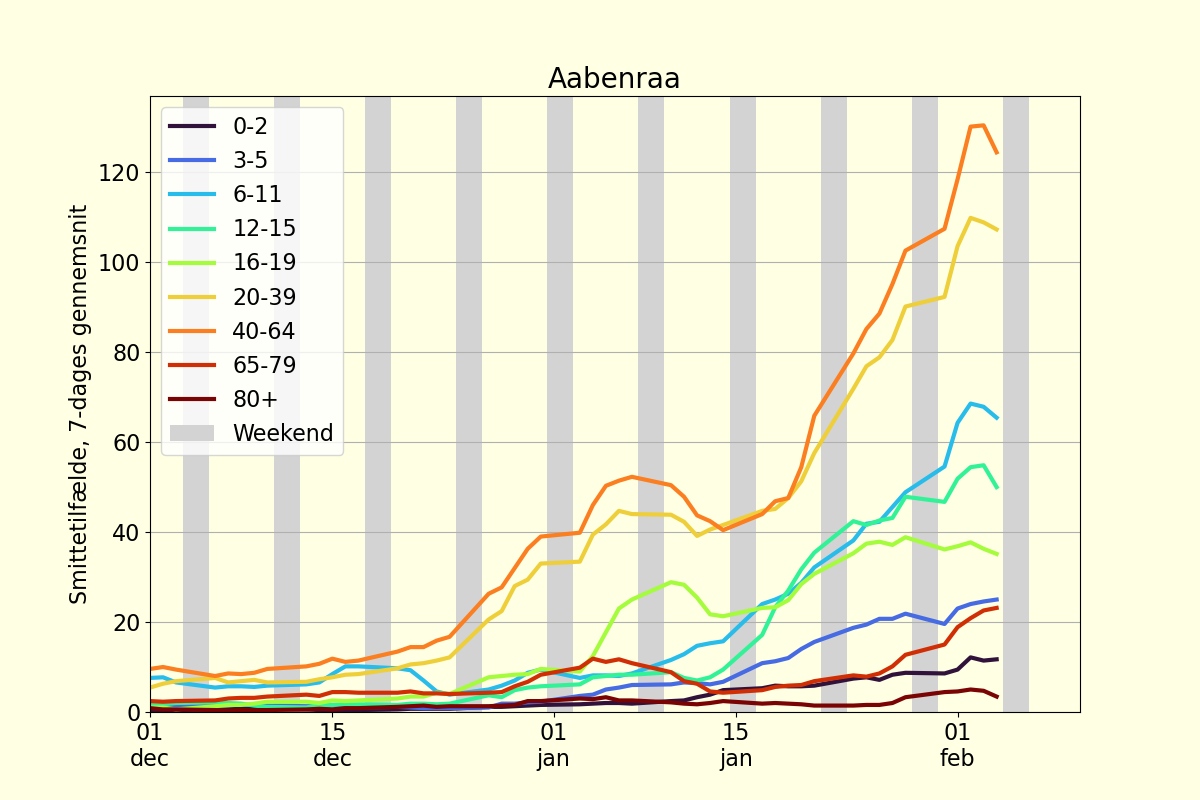 Aabenraa
Smittetilfælde, 7-dages gennemsnit
120
100
80
60
40
20
0
0-2
3-5
6-11
12-15
16-19
20-39
40-64
65-79
80+
Weekend
01
dec
15
dec
01
jan
15
jan
01
feb